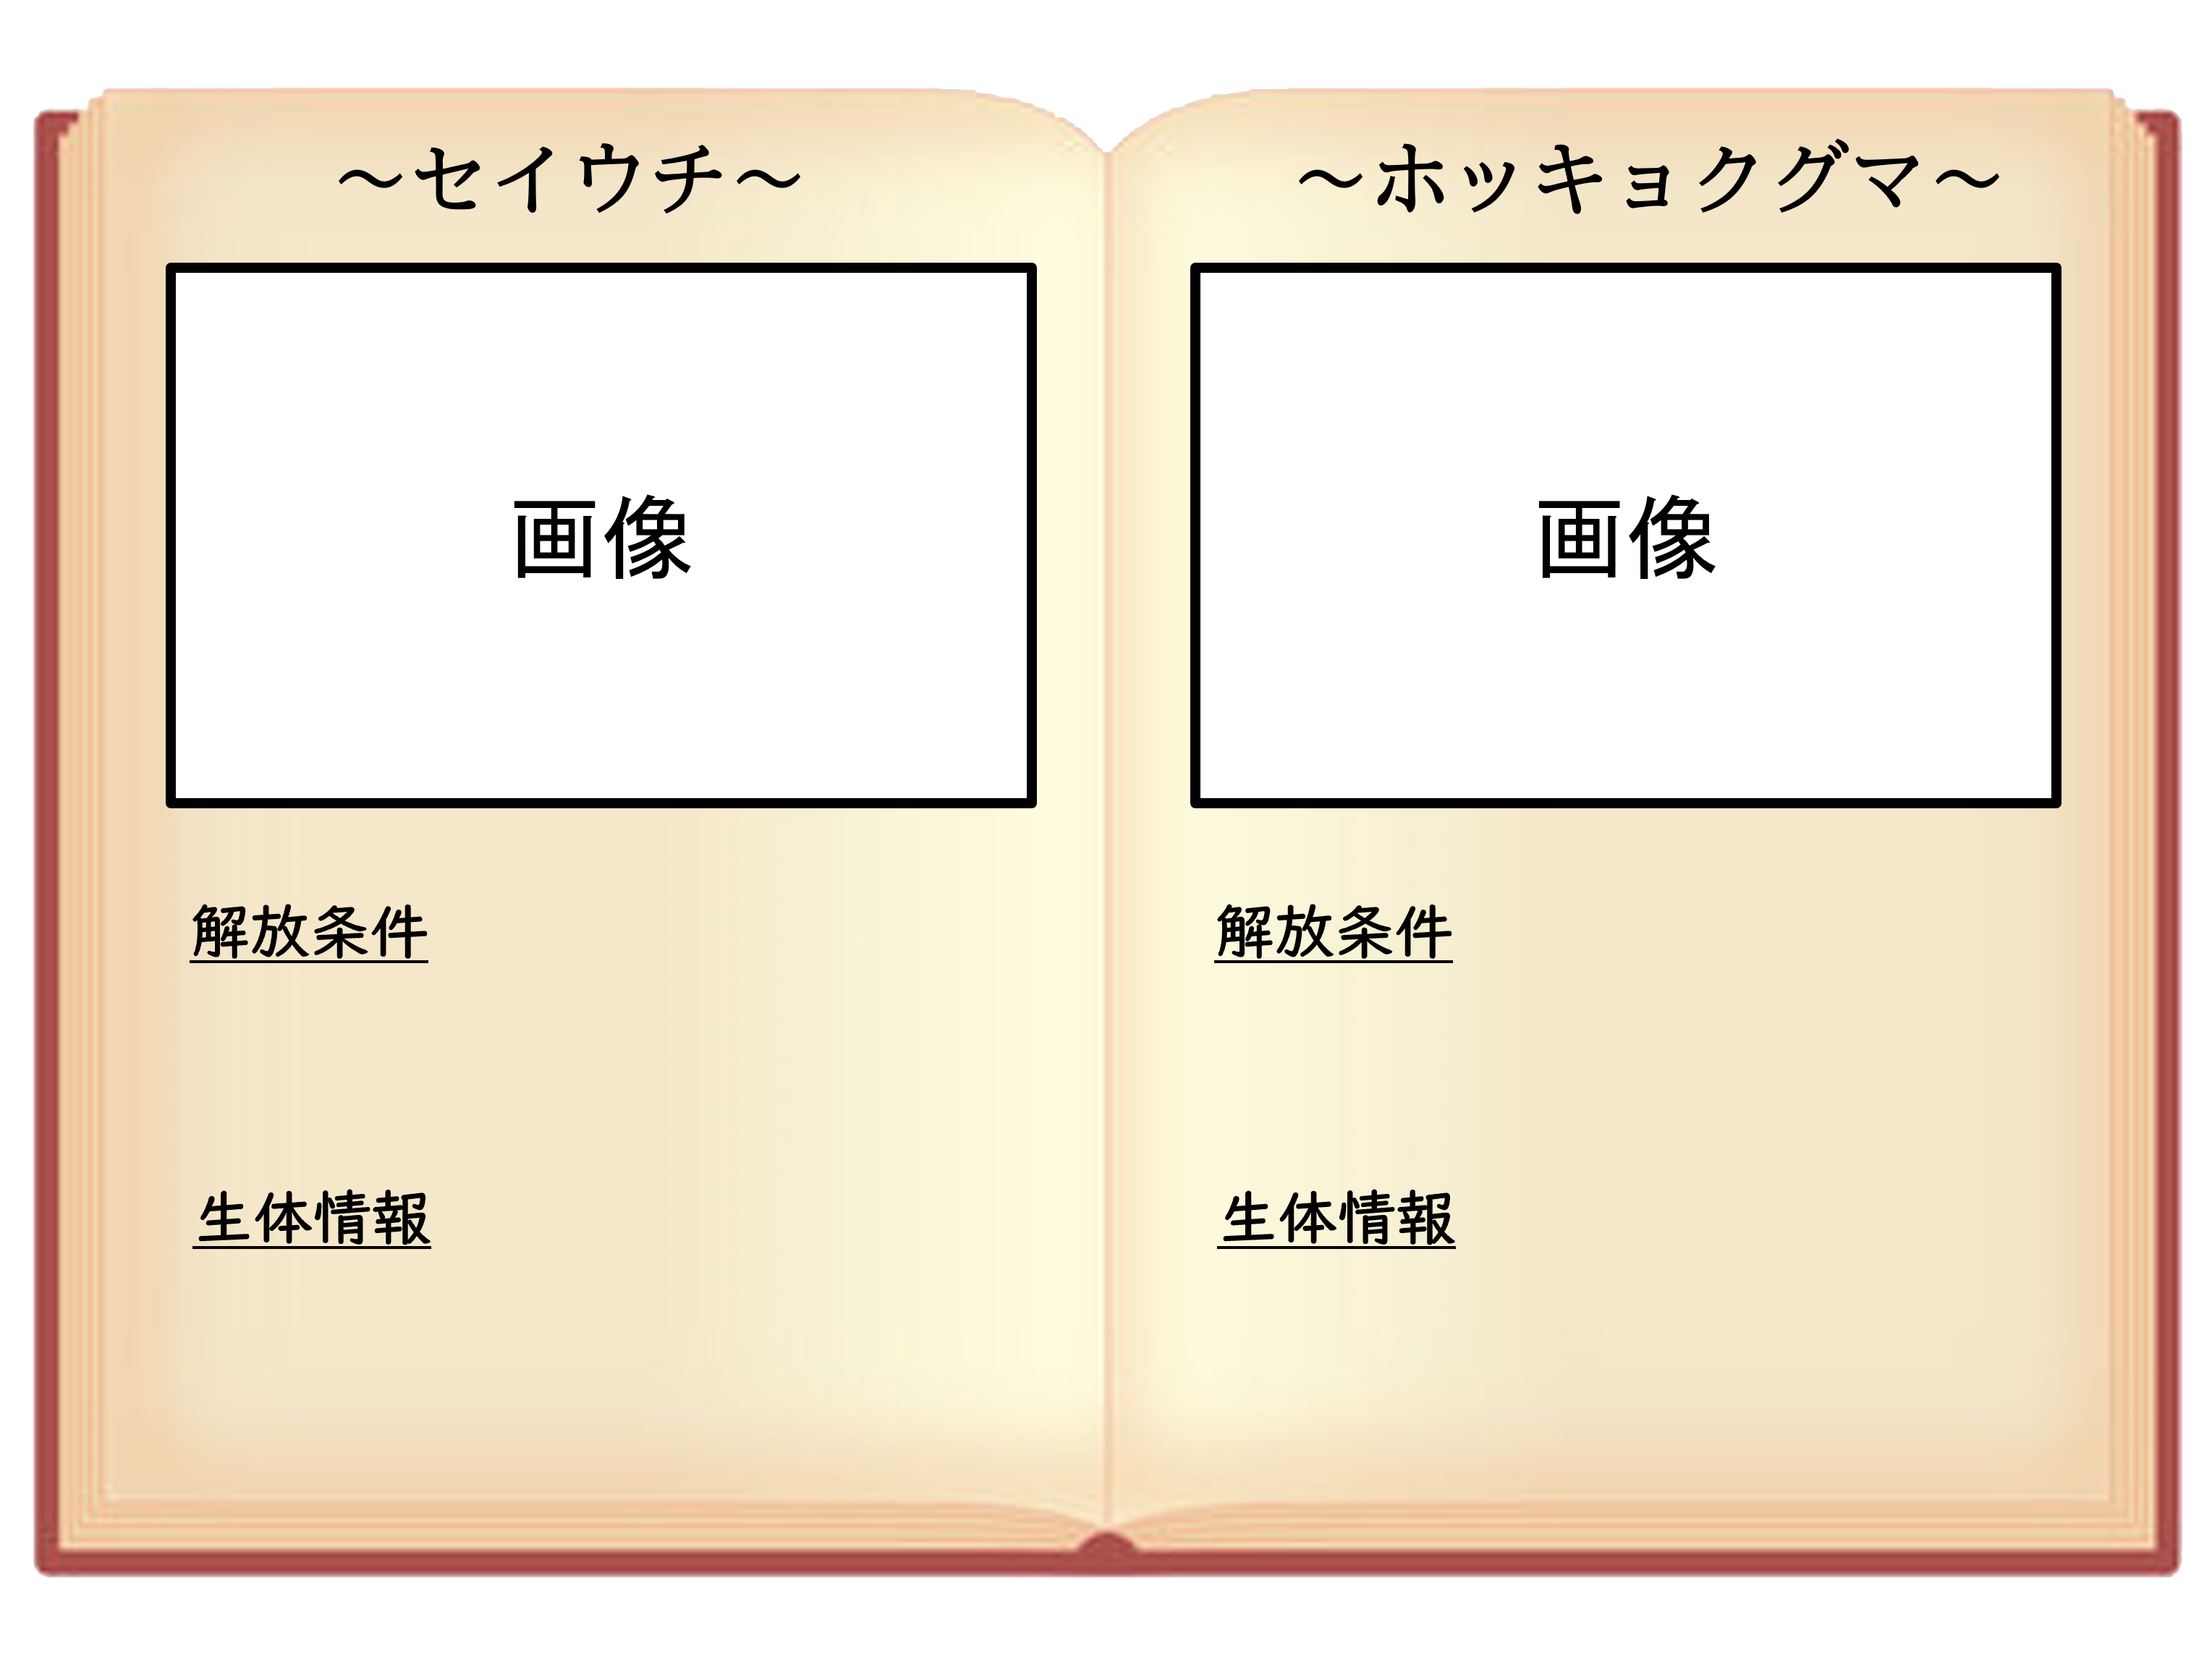 ～セイウチ～
画像
解放条件
生体情報
～ホッキョクグマ～
画像
解放条件
生体情報